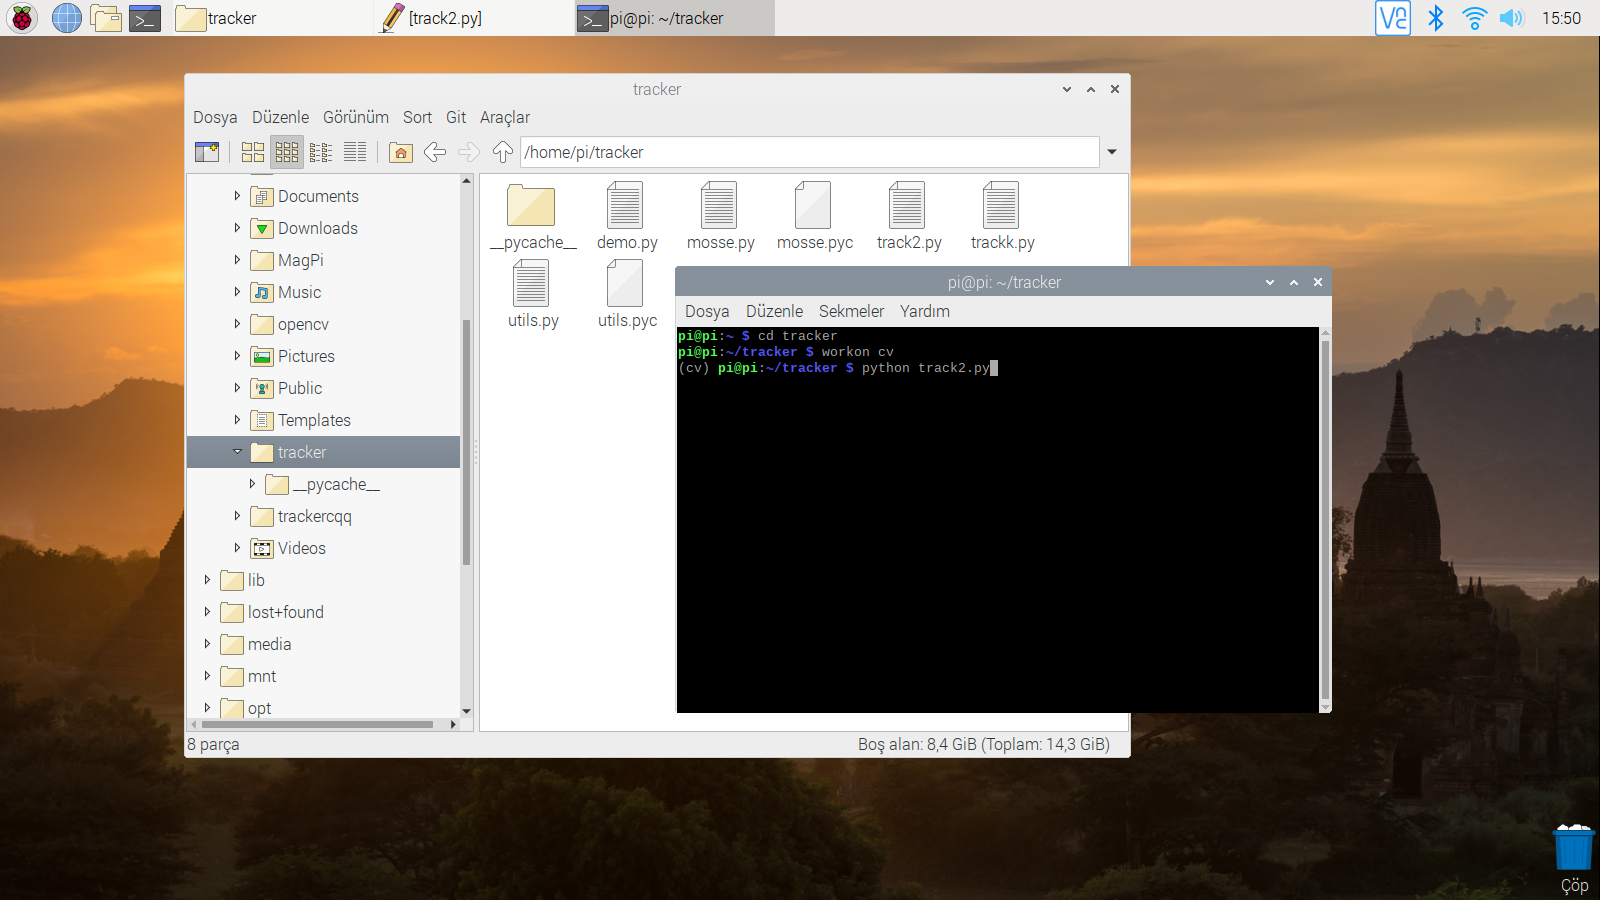 tracker
[track2.py]
pi@pi: ~/tracker
15:50
tracker
Dosya Düzenle Görünüm Sort Git Araçlar
/home/pi/tracker
Documents
Downloads
MagPi
Music
opencv
Pictures
Public
Templates
tracker
__pycache__
trackercqq
Videos
lib
lost+found
media
mnt
opt
__pycache__ demo.py mosse.py mosse.pyc track2.py trackk.py
utils.py utils.pyc
8 parça
Boş alan: 8,4 GiB (Toplam: 14,3 GiB)
pi@pi: ~/tracker
Dosya Düzenle Sekmeler Yardım
pi@pi:~ $ cd tracker
pi@pi:~/tracker $ workon cv
(cv) pi@pi:~/tracker $ python track2.py
Çöp